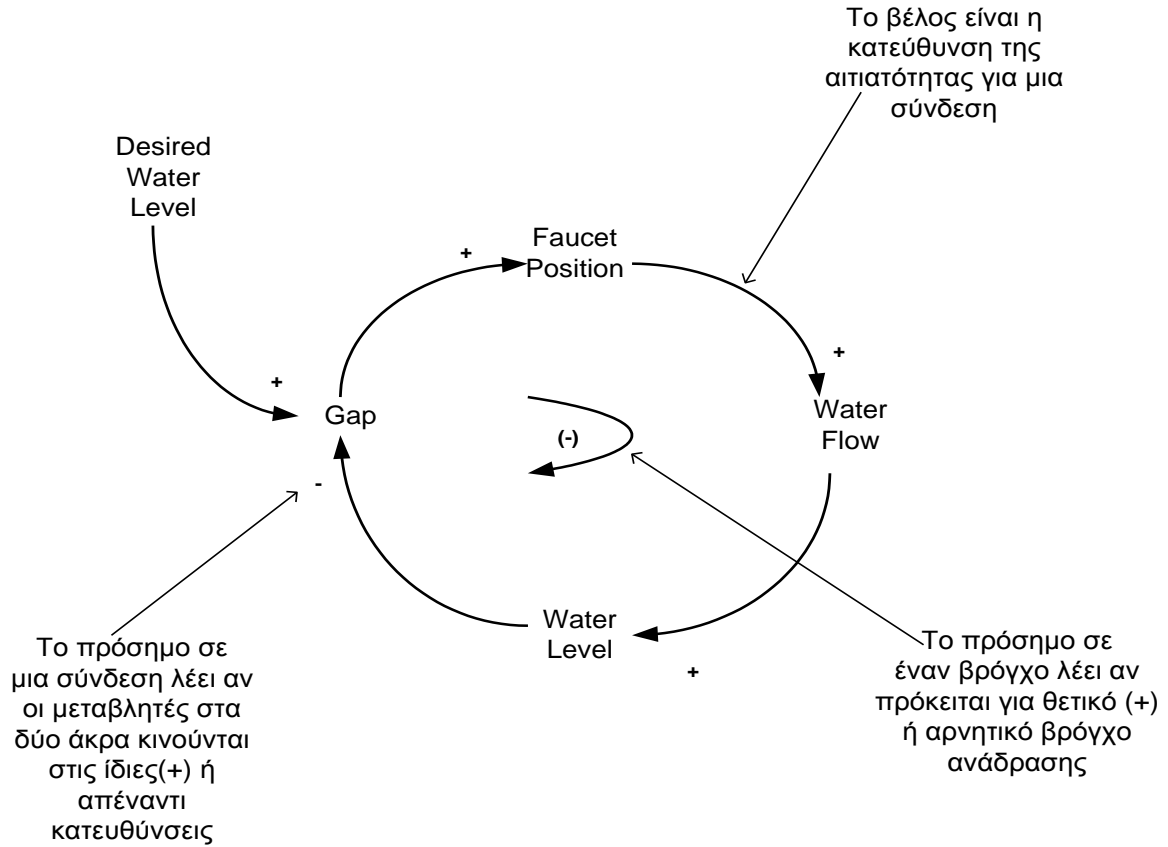 Το βέλος είναι η
κατεύθυνση της
αιτιατότητας για μια
σύνδεση
Desired
Water
Level
+
Faucet
Position
+
+
Gap
(-)
Water
Flow
-
Water
Level
+
Το πρόσημο σε
μια σύνδεση λέει αν
οι μεταβλητές στα
δύο άκρα κινούνται
στις ίδιες(+) ή
απέναντι
κατευθύνσεις
Το πρόσημο σε
έναν βρόγχο λέει αν
πρόκειται για θετικό (+)
ή αρνητικό βρόγχο
ανάδρασης